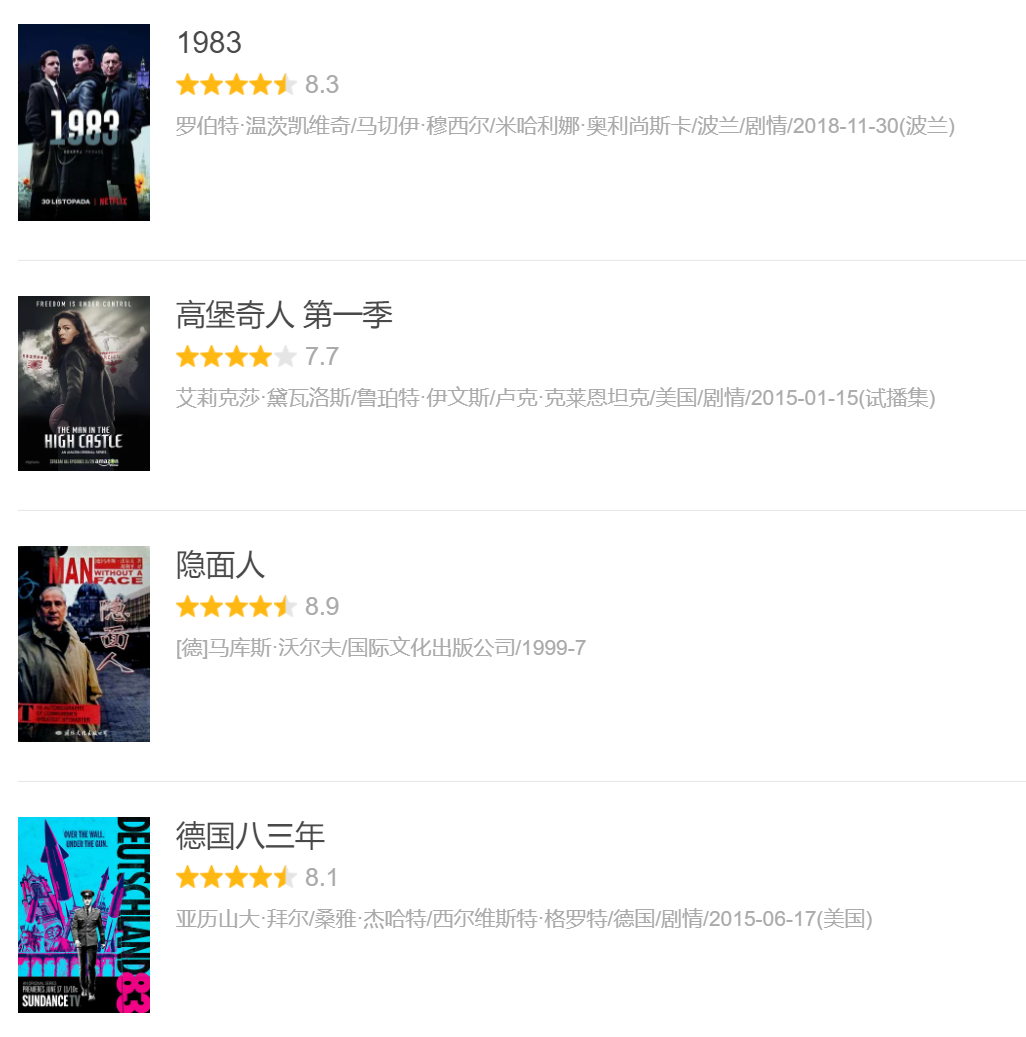 1983
30 LISTOPADA | NETFLIX
1983
8.3
罗伯特·温茨凯维奇/马切伊·穆西尔/米哈利娜·奥利尚斯卡/波兰/剧情/2018-11-30(波兰)
FREEDOM IS UNDER CONTROL
THE MAN IN THE
HIGH CASTLE
amazon
高堡奇人 第一季
7.7
艾莉克莎·黛瓦洛斯/鲁珀特·伊文斯/卢克·克莱恩坦克/美国/剧情/2015-01-15(试播集)
MAN
WITHOUT A
FACE
隐面人
隐面人
8.9
[德]马库斯·沃尔夫/国际文化出版公司/1999-7
OVER THE WALL.
UNDER THE GUN.
DEUTSCHLAND 83
AN ORIGINAL SERIES
PREMIERES JUNE 17 11/10c
SUNDANCE TV
德国八三年
8.1
亚历山大·拜尔/桑雅·杰哈特/西尔维斯特·格罗特/德国/剧情/2015-06-17(美国)